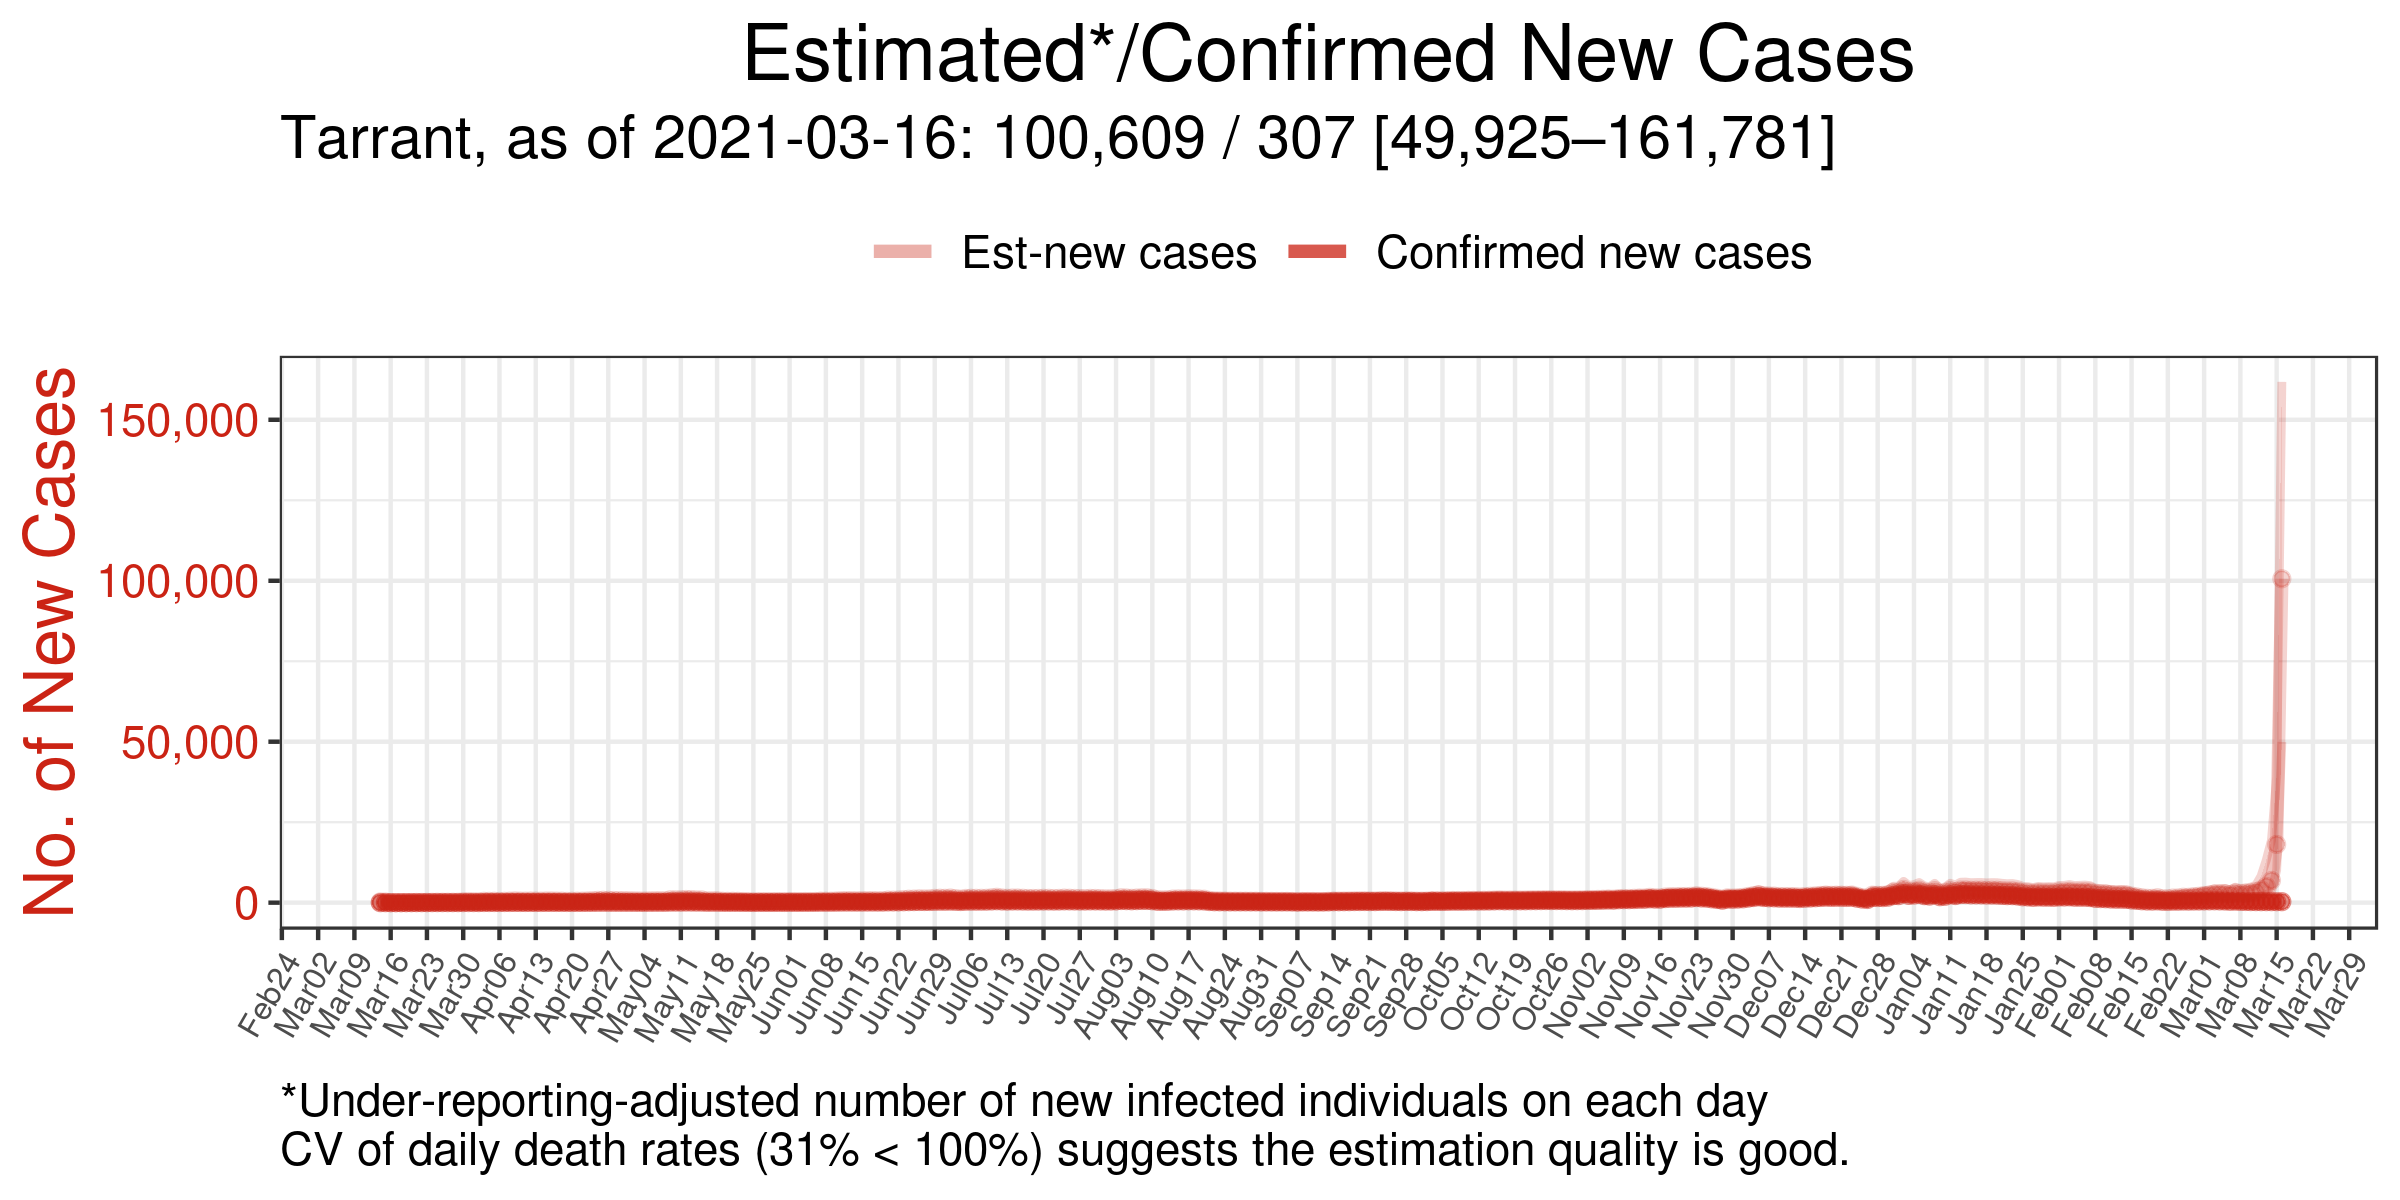 Estimated*/Confirmed New Cases
Tarrant, as of 2021-03-16: 100,609 / 307 [49,925–161,781]
Est-new cases
Confirmed new cases
No. of New Cases
150,000
100,000
50,000
0
Feb24
Mar02
Mar09
Mar16
Mar23
Mar30
Apr06
Apr13
Apr20
Apr27
May04
May11
May18
May25
Jun01
Jun08
Jun15
Jun22
Jun29
Jul06
Jul13
Jul20
Jul27
Aug03
Aug10
Aug17
Aug24
Aug31
Sep07
Sep14
Sep21
Sep28
Oct05
Oct12
Oct19
Oct26
Nov02
Nov09
Nov16
Nov23
Nov30
Dec07
Dec14
Dec21
Dec28
Jan04
Jan11
Jan18
Jan25
Feb01
Feb08
Feb15
Feb22
Mar01
Mar08
Mar15
Mar22
Mar29
*Under-reporting-adjusted number of new infected individuals on each day
CV of daily death rates (31% < 100%) suggests the estimation quality is good.